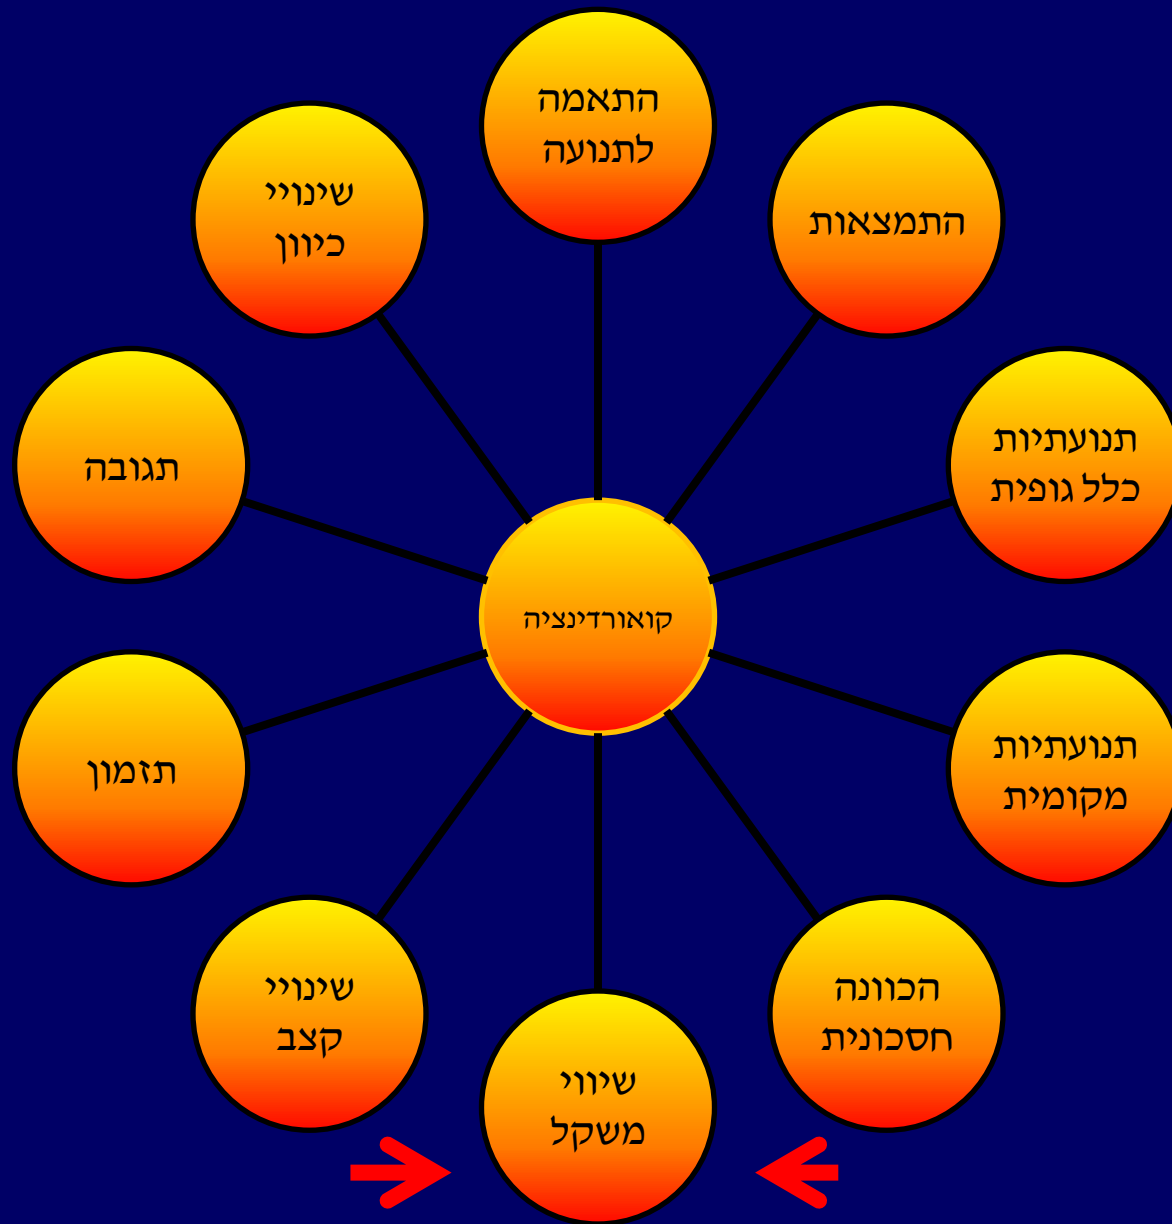 התאמה
לתנועה
התמצאות
שינויי
כיוון
תנועתיות
כלל גופית
תגובה
קואורדינציה
תנועתיות
מקומית
תזמון
הכוונה
חסכונית
שינויי
קצב
שיווי
משקל